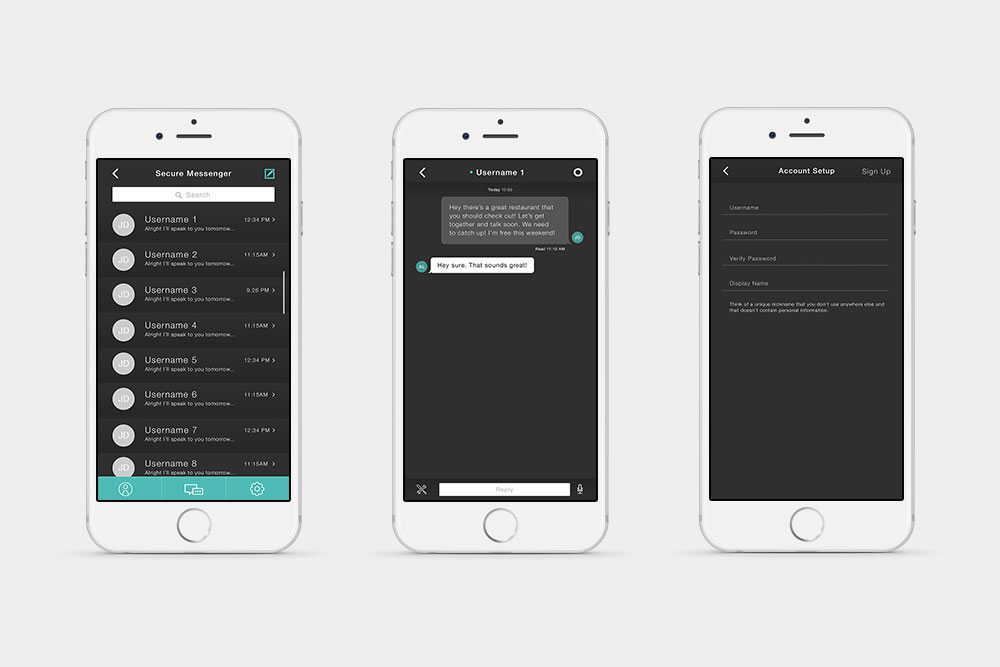 Secure Messenger
Search
JD
Username 1
12:34 PM
Alright I'll speak to you tomorrow...
JD
Username 2
11:15AM
Alright I'll speak to you tomorrow...
JD
Username 3
9:26 PM
Alright I'll speak to you tomorrow...
JD
Username 4
11:15AM
Alright I'll speak to you tomorrow...
JD
Username 5
12:34 PM
Alright I'll speak to you tomorrow...
JD
Username 6
11:15AM
Alright I'll speak to you tomorrow...
JD
Username 7
12:34 PM
Alright I'll speak to you tomorrow...
JD
Username 8
11:15AM
Alright I'll speak to you tomorrow...
Username 1
Today 10:59
Hey there's a great restaurant that
you should check out! Let's get
together and talk soon. We need
to catch up! I'm free this weekend!
JD
Read 11:15 AM
AL
Hey sure. That sounds great!
Reply
Account Setup
Sign Up
Username
Password
Verify Password
Display Name
Think of a unique nickname that you don't use anywhere else and
that doesn't contain personal information.